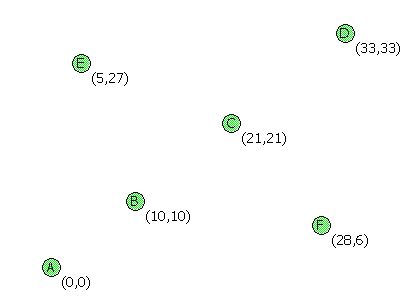 D
(33,33)
E
(5,27)
C
(21,21)
B
(10,10)
F
(28,6)
A
(0,0)